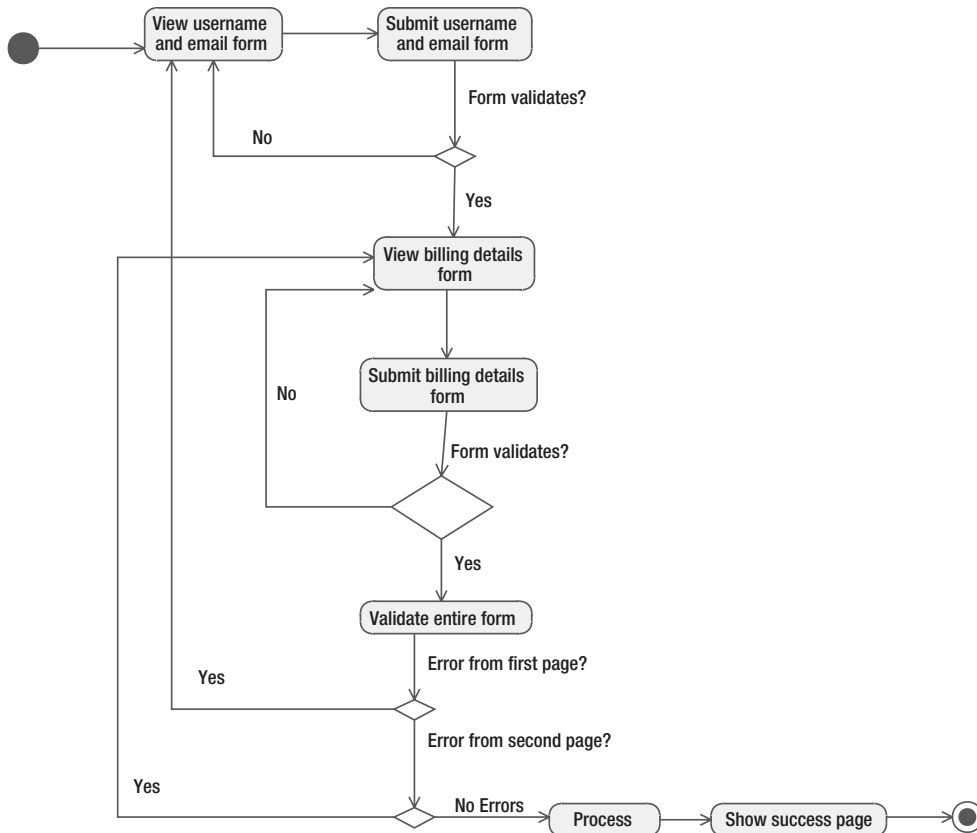 View username
and email form
Submit username
and email form
Form validates?
No
Yes
View billing details
form
No
Submit billing details
form
Form validates?
Yes
Validate entire form
Error from first page?
Yes
Error from second page?
Yes
No Errors
Process
Show success page